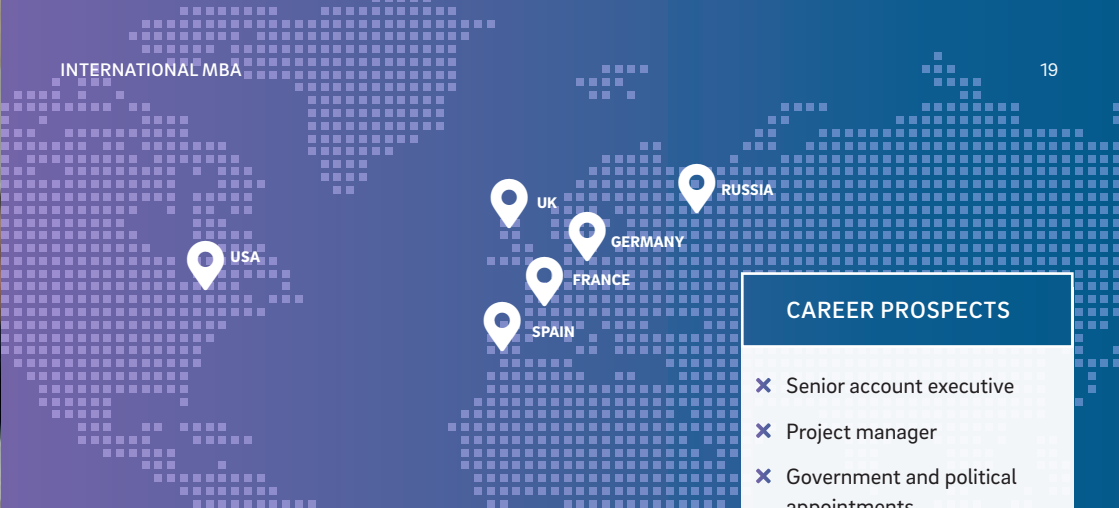 INTERNATIONAL MBA
19
RUSSIA
UK
GERMANY
USA
FRANCE
SPAIN
CAREER PROSPECTS
Senior account executive
Project manager
Government and political
appointments